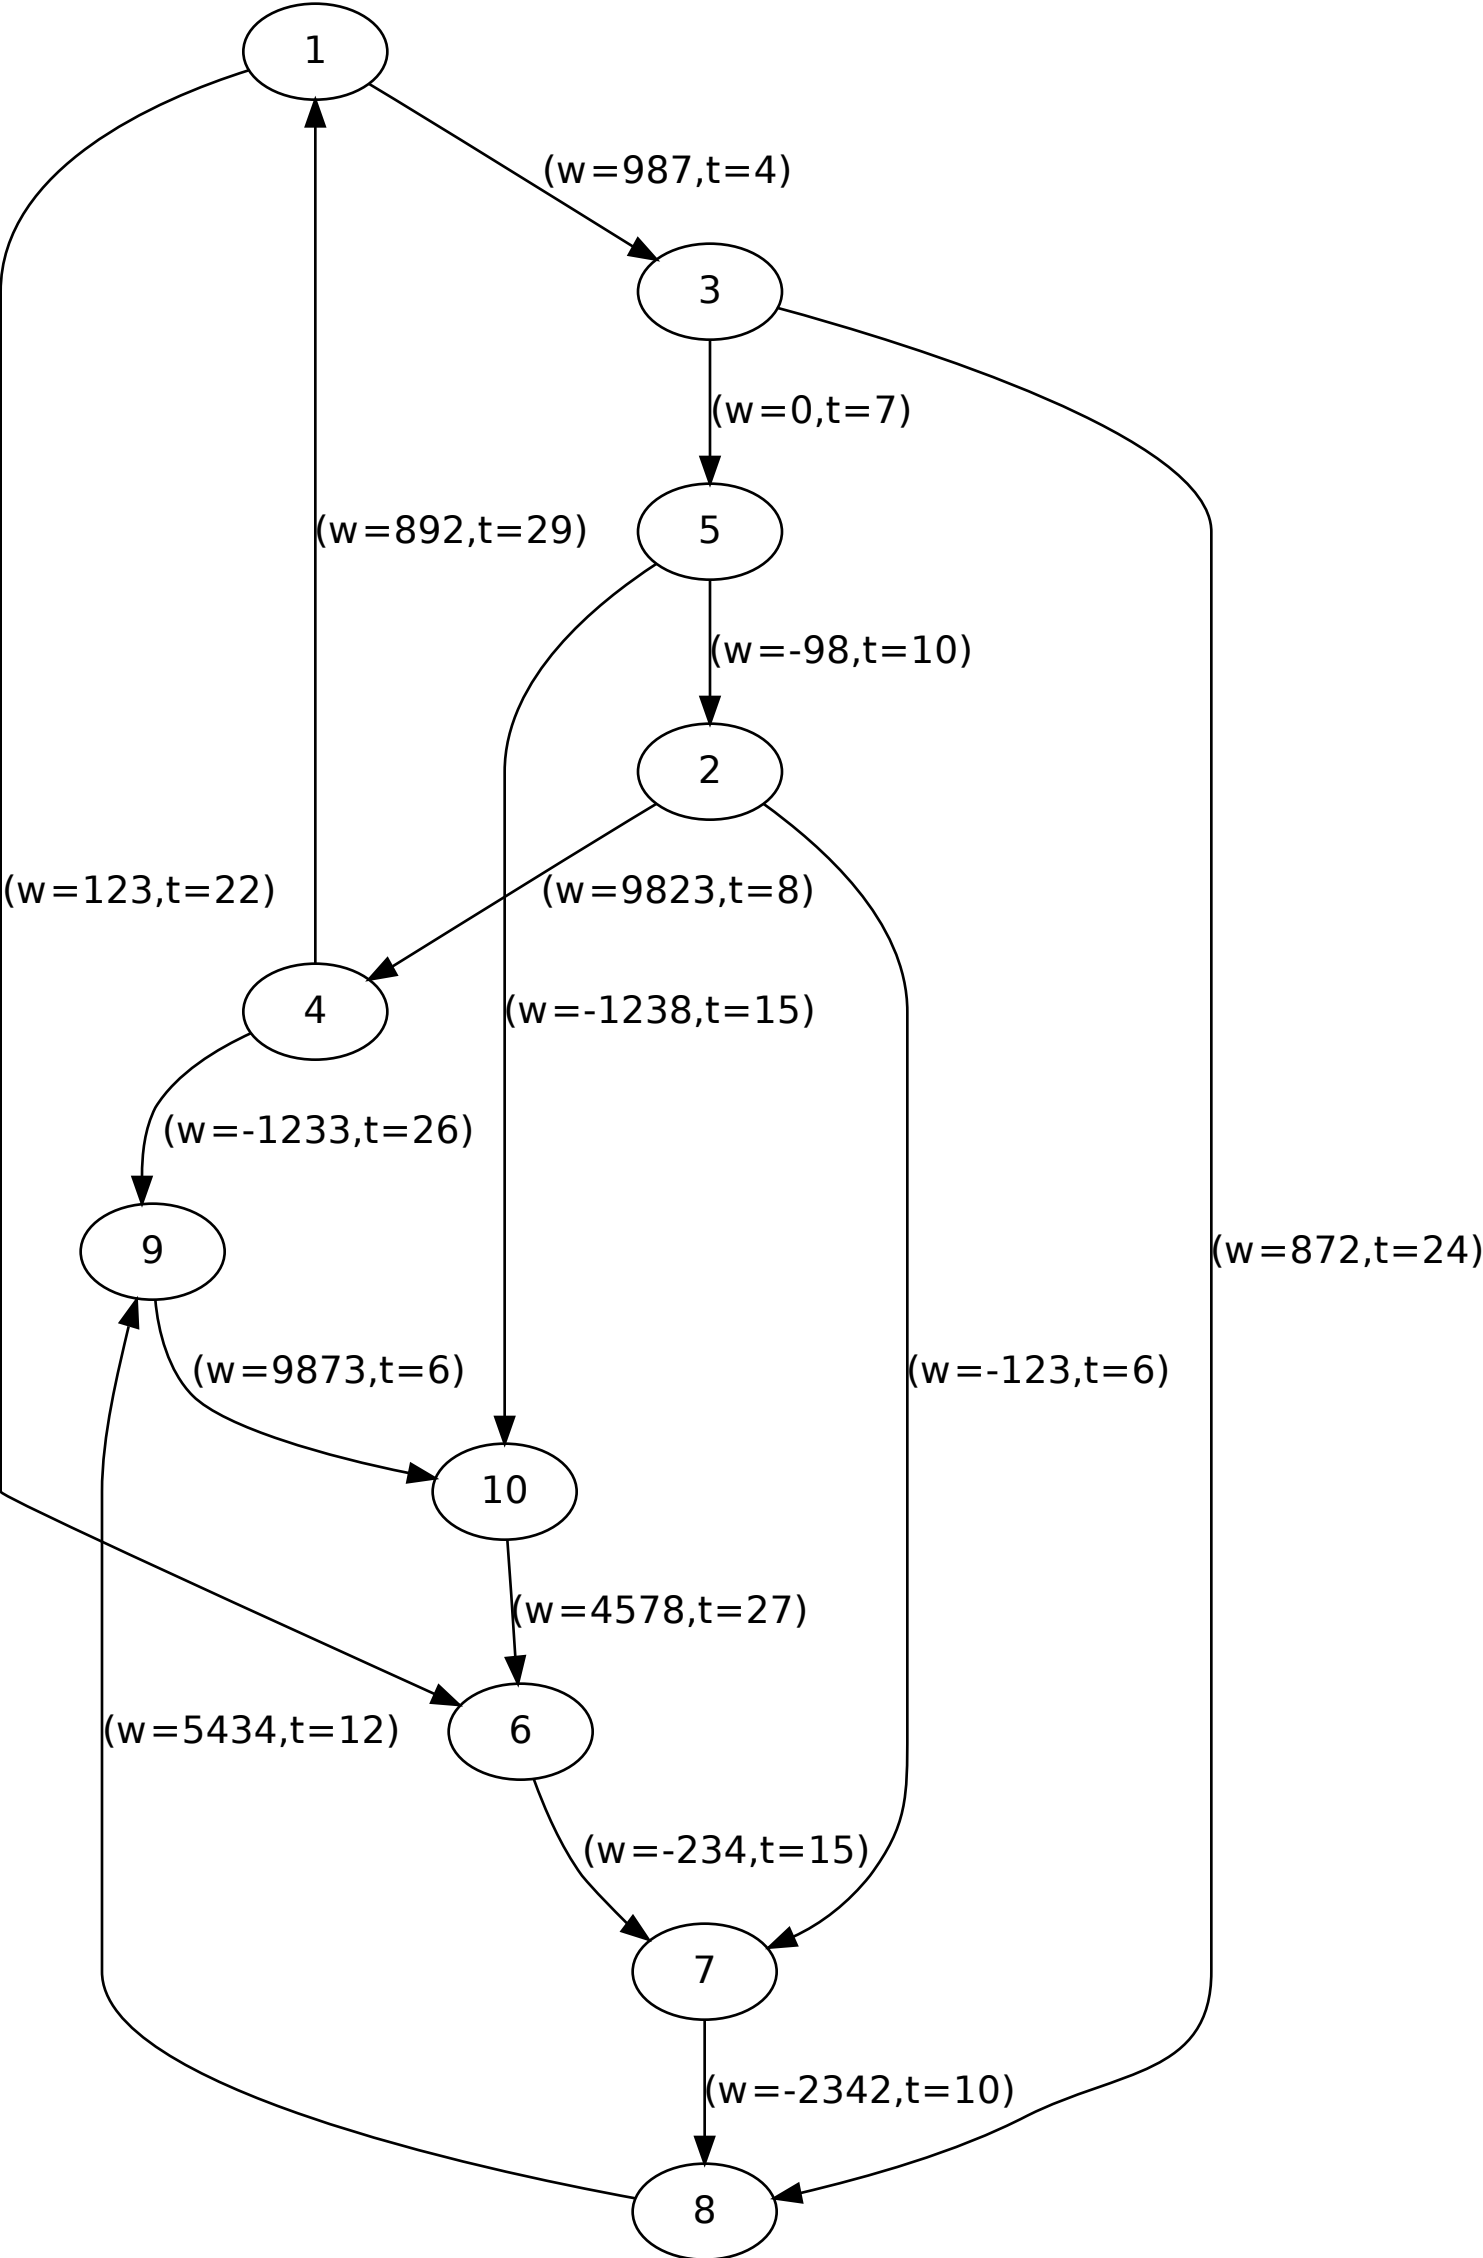 1
(w=987,t=4)
3
(w=0,t=7)
(w=892,t=29)
5
(w=-98,t=10)
2
(w=123,t=22)
(w=9823,t=8)
4
(w=-1238,t=15)
(w=-1233,t=26)
9
(w=872,t=24)
(w=9873,t=6)
(w=-123,t=6)
10
(w=4578,t=27)
(w=5434,t=12)
6
(w=-234,t=15)
7
(w=-2342,t=10)
8